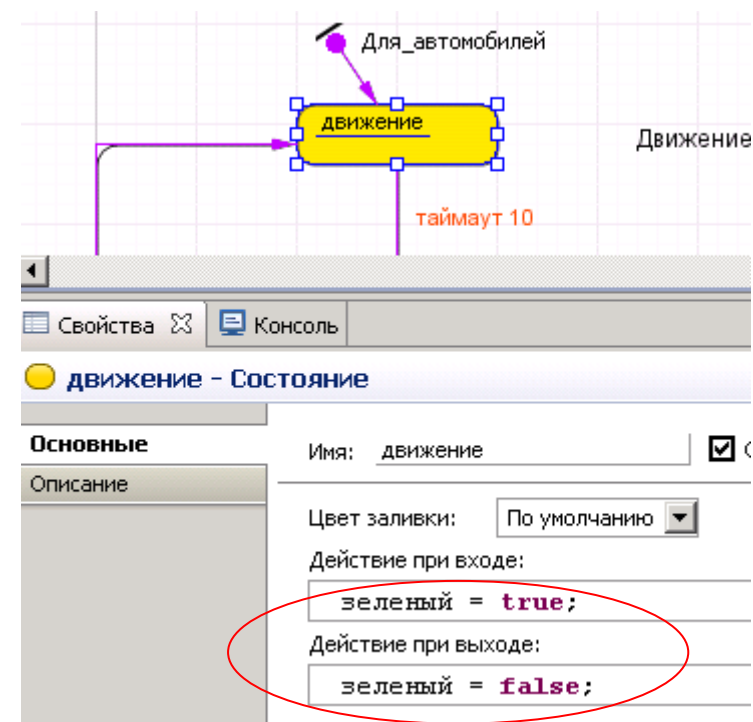 Для_автомобилей
движение
Движение
таймаут 10
Свойства
Консоль
движение - Состояние
Основные
Имя: движение
Описание
Цвет заливки: По умолчанию
Действие при входе:
зеленый = true;
Действие при выходе:
зеленый = false;